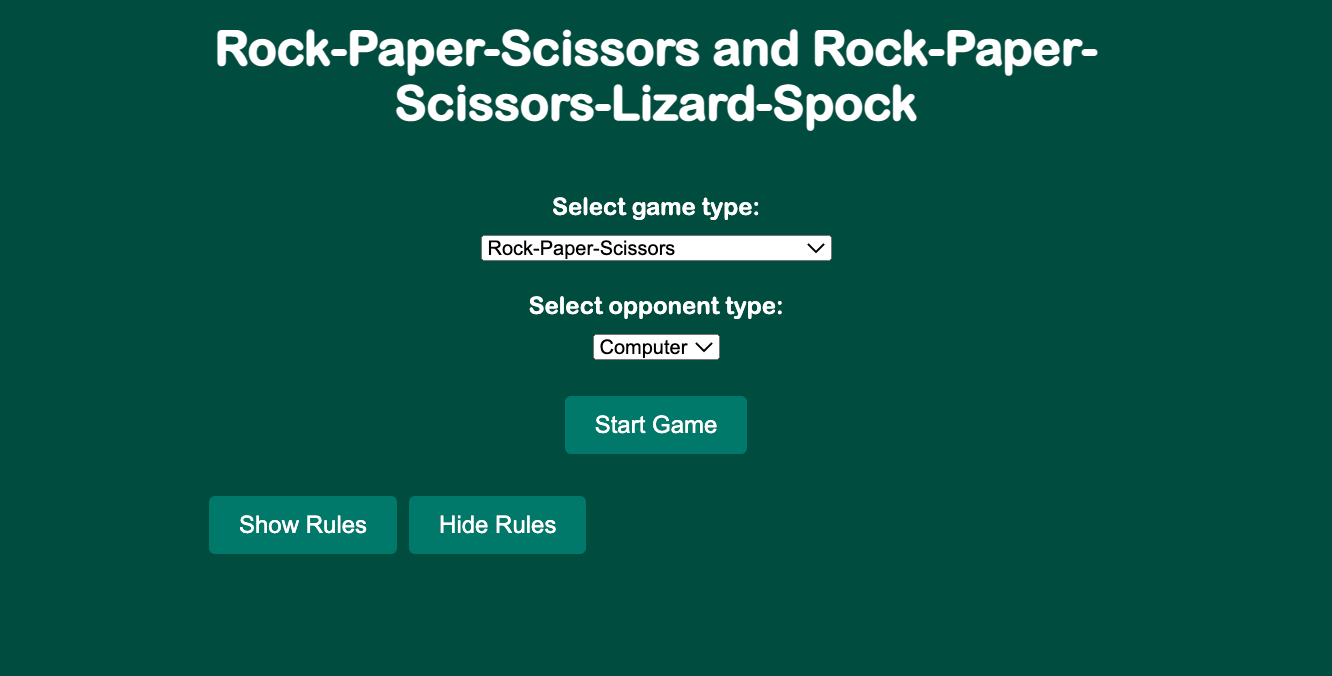 Rock-Paper-Scissors and Rock-Paper-
Scissors-Lizard-Spock
Select game type:
Rock-Paper-Scissors
Select opponent type:
Computer
Start Game
Show Rules
Hide Rules